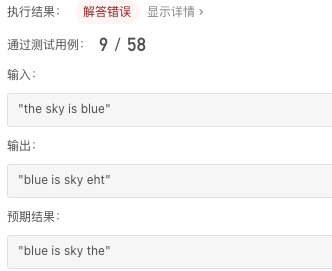 执行结果： 解答错误 显示详情 ›
通过测试用例： 9 / 58
输入：
"the sky is blue"
输出：
"blue is sky eht"
预期结果：
"blue is sky the"